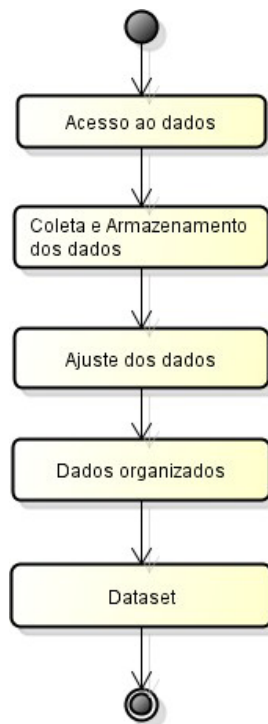 Acesso ao dados
Coleta e Armazenamento
dos dados
Ajuste dos dados
Dados organizados
Dataset